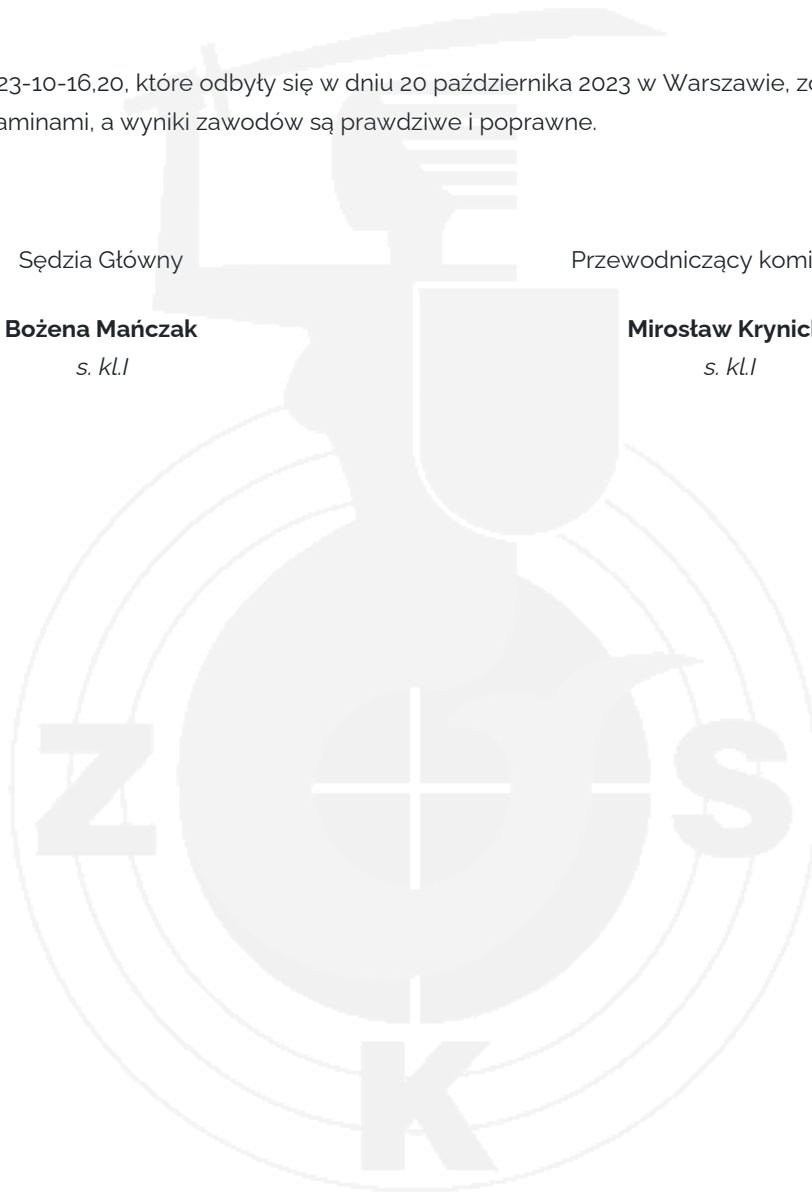 23-10-16,20, które odbyły się w dniu 20 października 2023 w Warszawie, zo
aminami, a wyniki zawodów są prawdziwe i poprawne.
Sędzia Główny
Przewodniczący komi
Bożena Mańczak
Mirosław Krynick
s. kl.I
s. kl.I
Z
S
K